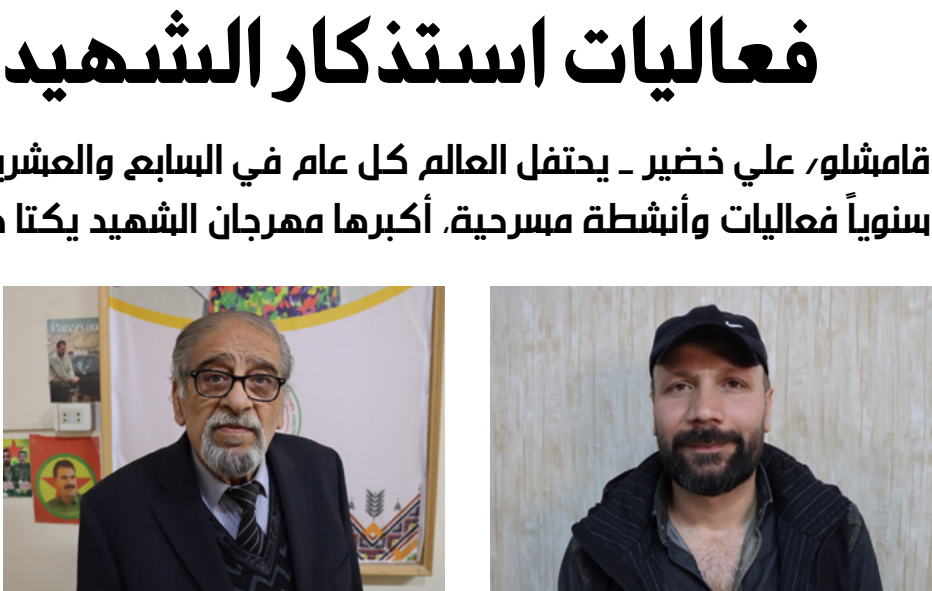 فعاليات استذكار الشهيد
قامشلو/ علي خضير ـ يحتفل العالم كل عام في السابع
سنوياً فعاليات وأنشطة مسرحية، أكبرها مهرجان الشهيد يكتا